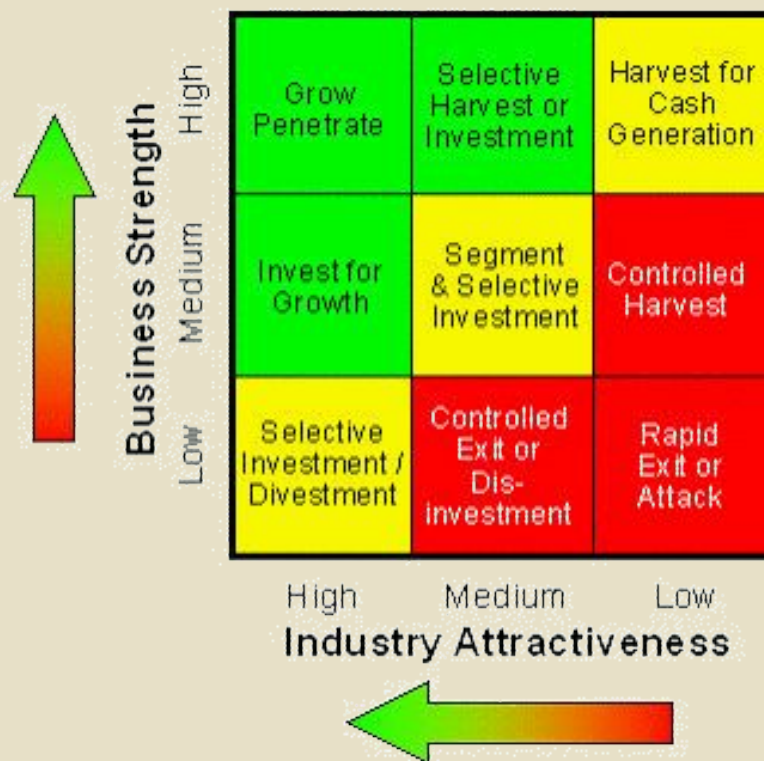 Business Strength
High
Medium
Low
Grow
Penetrate
Selective
Harvest or
Investment
Harvest for
Cash
Generation
Invest for
Growth
Segment
& Selective
Investment
Controlled
Harvest
Selective
Investment /
Divestment
Controlled
Exit or
Dis-
investment
Rapid
Exit or
Attack
High
Medium
Low
Industry Attractiveness